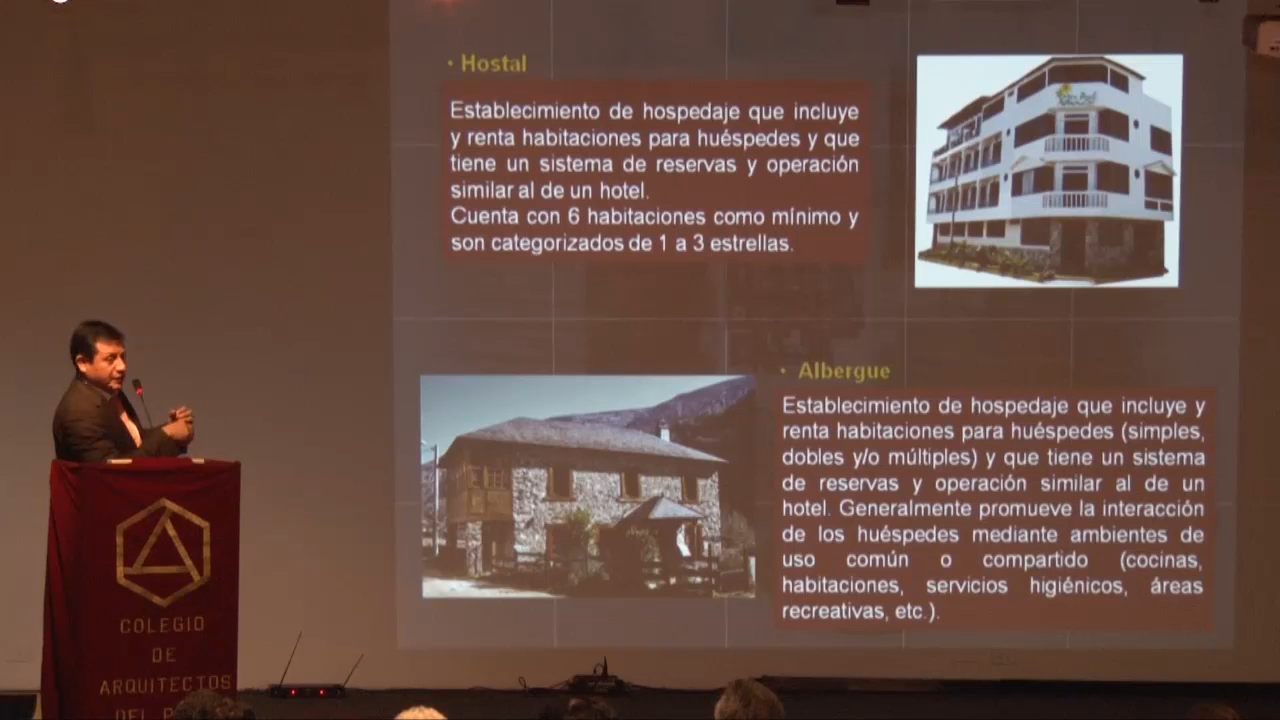 • Hostal
Establecimiento de hospedaje que incluye
y renta habitaciones para huéspedes y que
tiene un sistema de reservas y operación
similar al de un hotel.
Cuenta con 6 habitaciones como mínimo y
son categorizados de 1 a 3 estrellas.
• Albergue
Establecimiento de hospedaje que incluye y
renta habitaciones para huéspedes (simples,
dobles y/o múltiples) y que tiene un sistema
de reservas y operación similar al de un
hotel. Generalmente promueve la interacción
de los huéspedes mediante ambientes de
uso común o compartido (cocinas,
habitaciones, servicios higiénicos, áreas
recreativas, etc.).
COLEGIO
DE
ARQUITECTOS
DEL